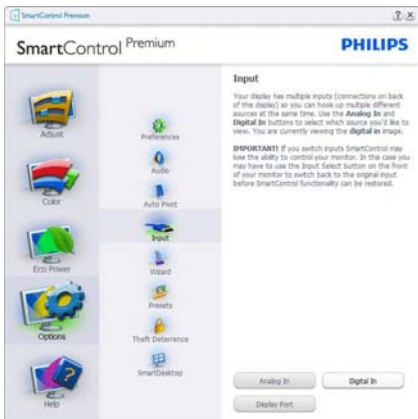 SmartControl Premium
SmartControl Premium
PHILIPS
Adjust
Color
Eco Power
Options
Help
Preferences
Audio
Auto Pivot
Input
Wizard
Presets
Theft Deterrence
SmartDesktop
Input
Your display has multiple inputs (connections on back
of this display) so you can hook up multiple different
sources at the same time. Use the Analog In and
Digital In buttons to select which source you'd like to
view. You are currently viewing the digital in image.
IMPORTANT! If you switch inputs SmartControl may
lose the ability to control your monitor. In the case you
may have to use the Input Select button on the front
of your monitor to switch back to the original input
before SmartControl functionality can be restored.
Analog In
Digital In
Display Port